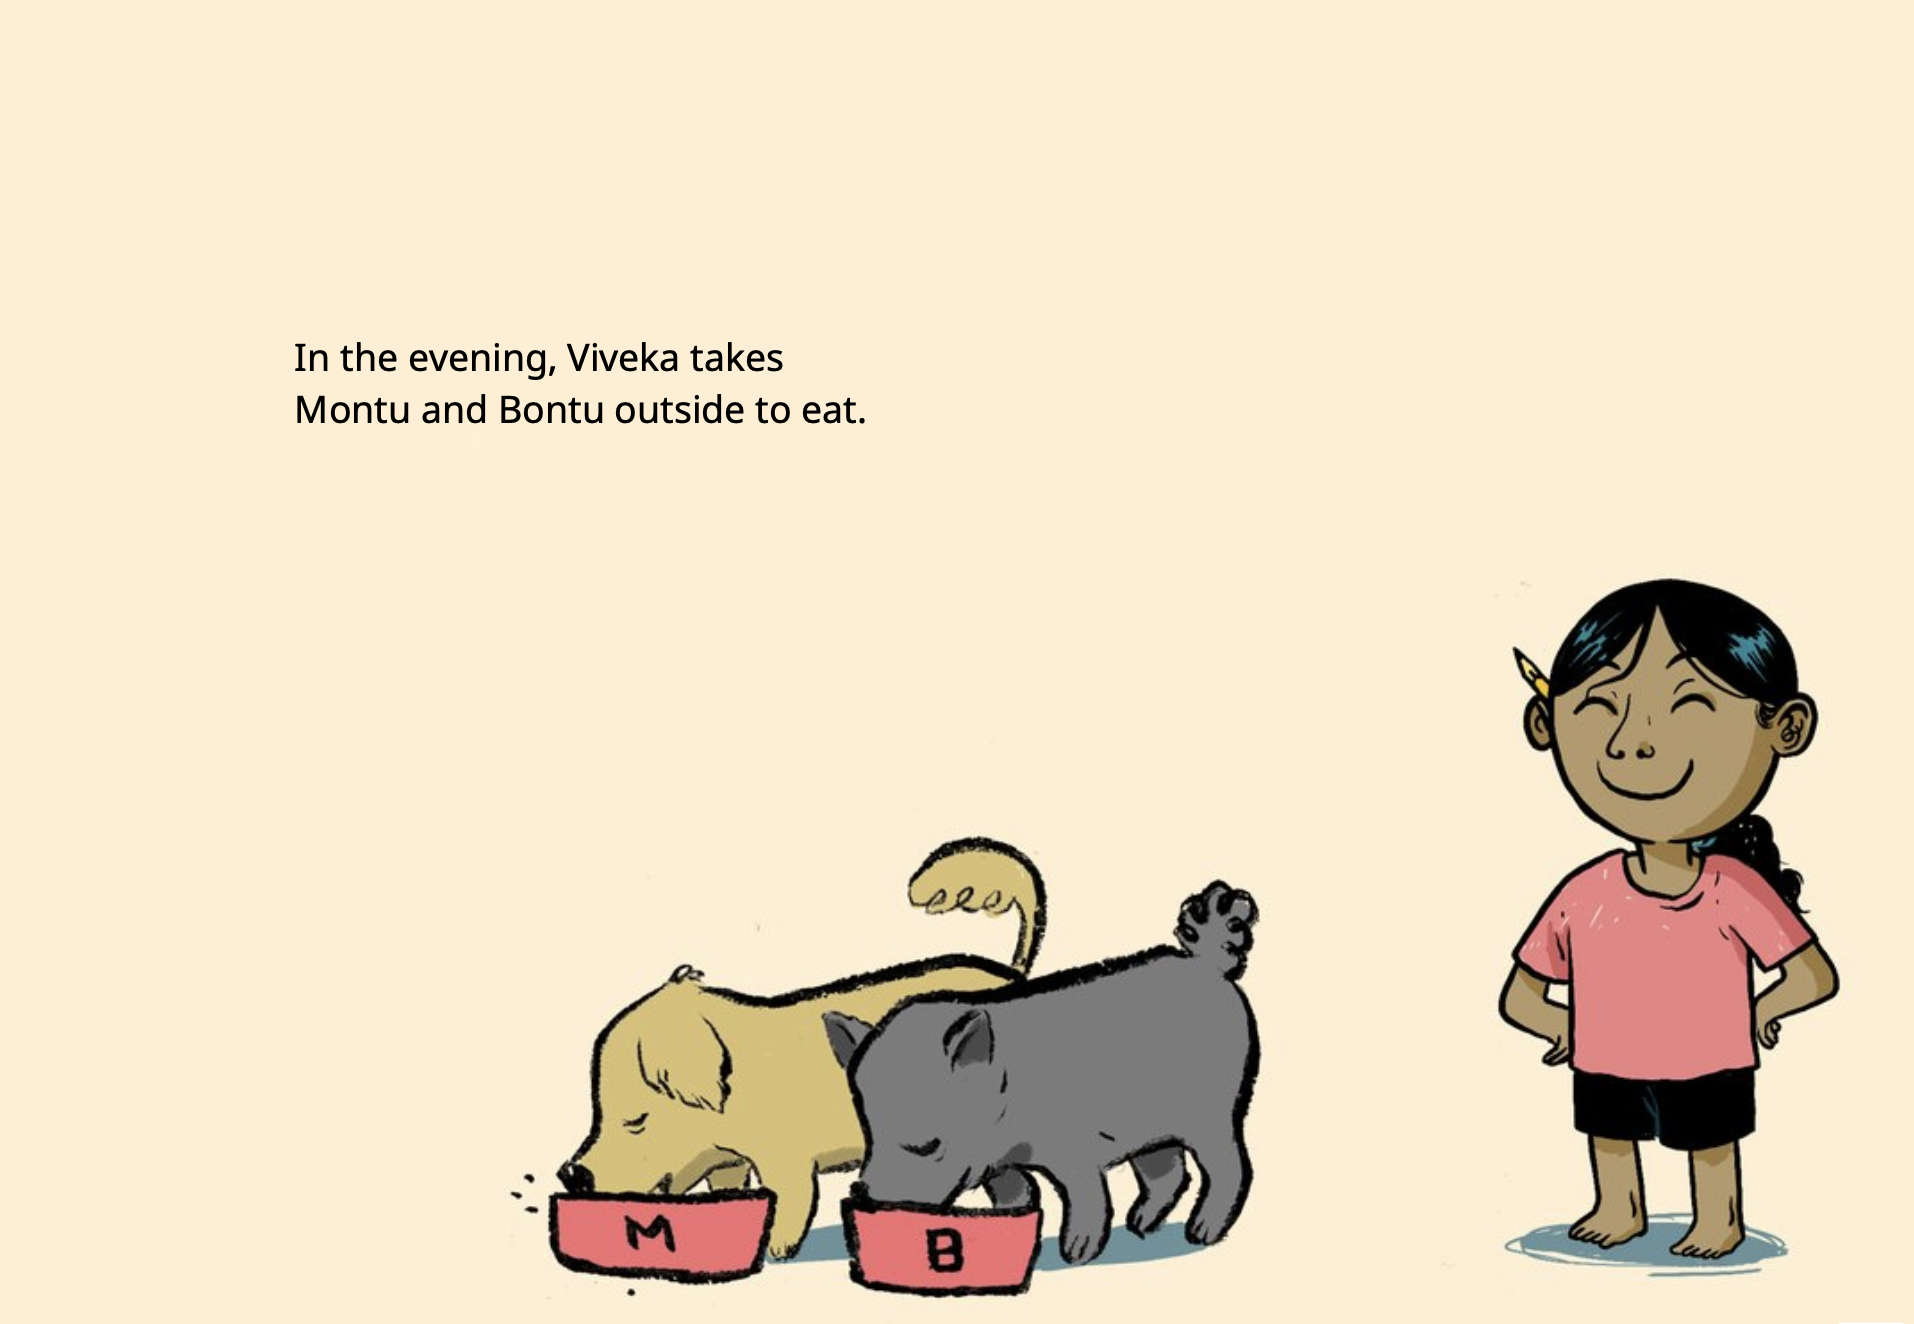 In the evening, Viveka takes
Montu and Bontu outside to eat.
M
B